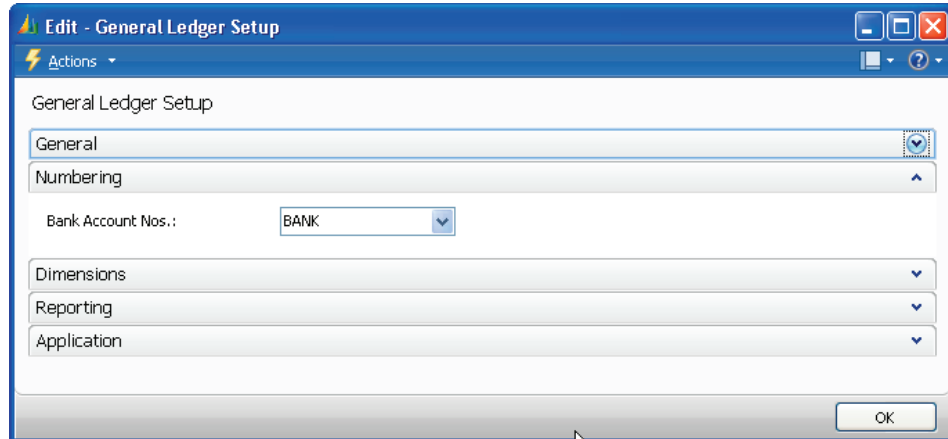 Edit - General Ledger Setup
Actions
General Ledger Setup
General
Numbering
Bank Account Nos.: BANK
Dimensions
Reporting
Application
OK